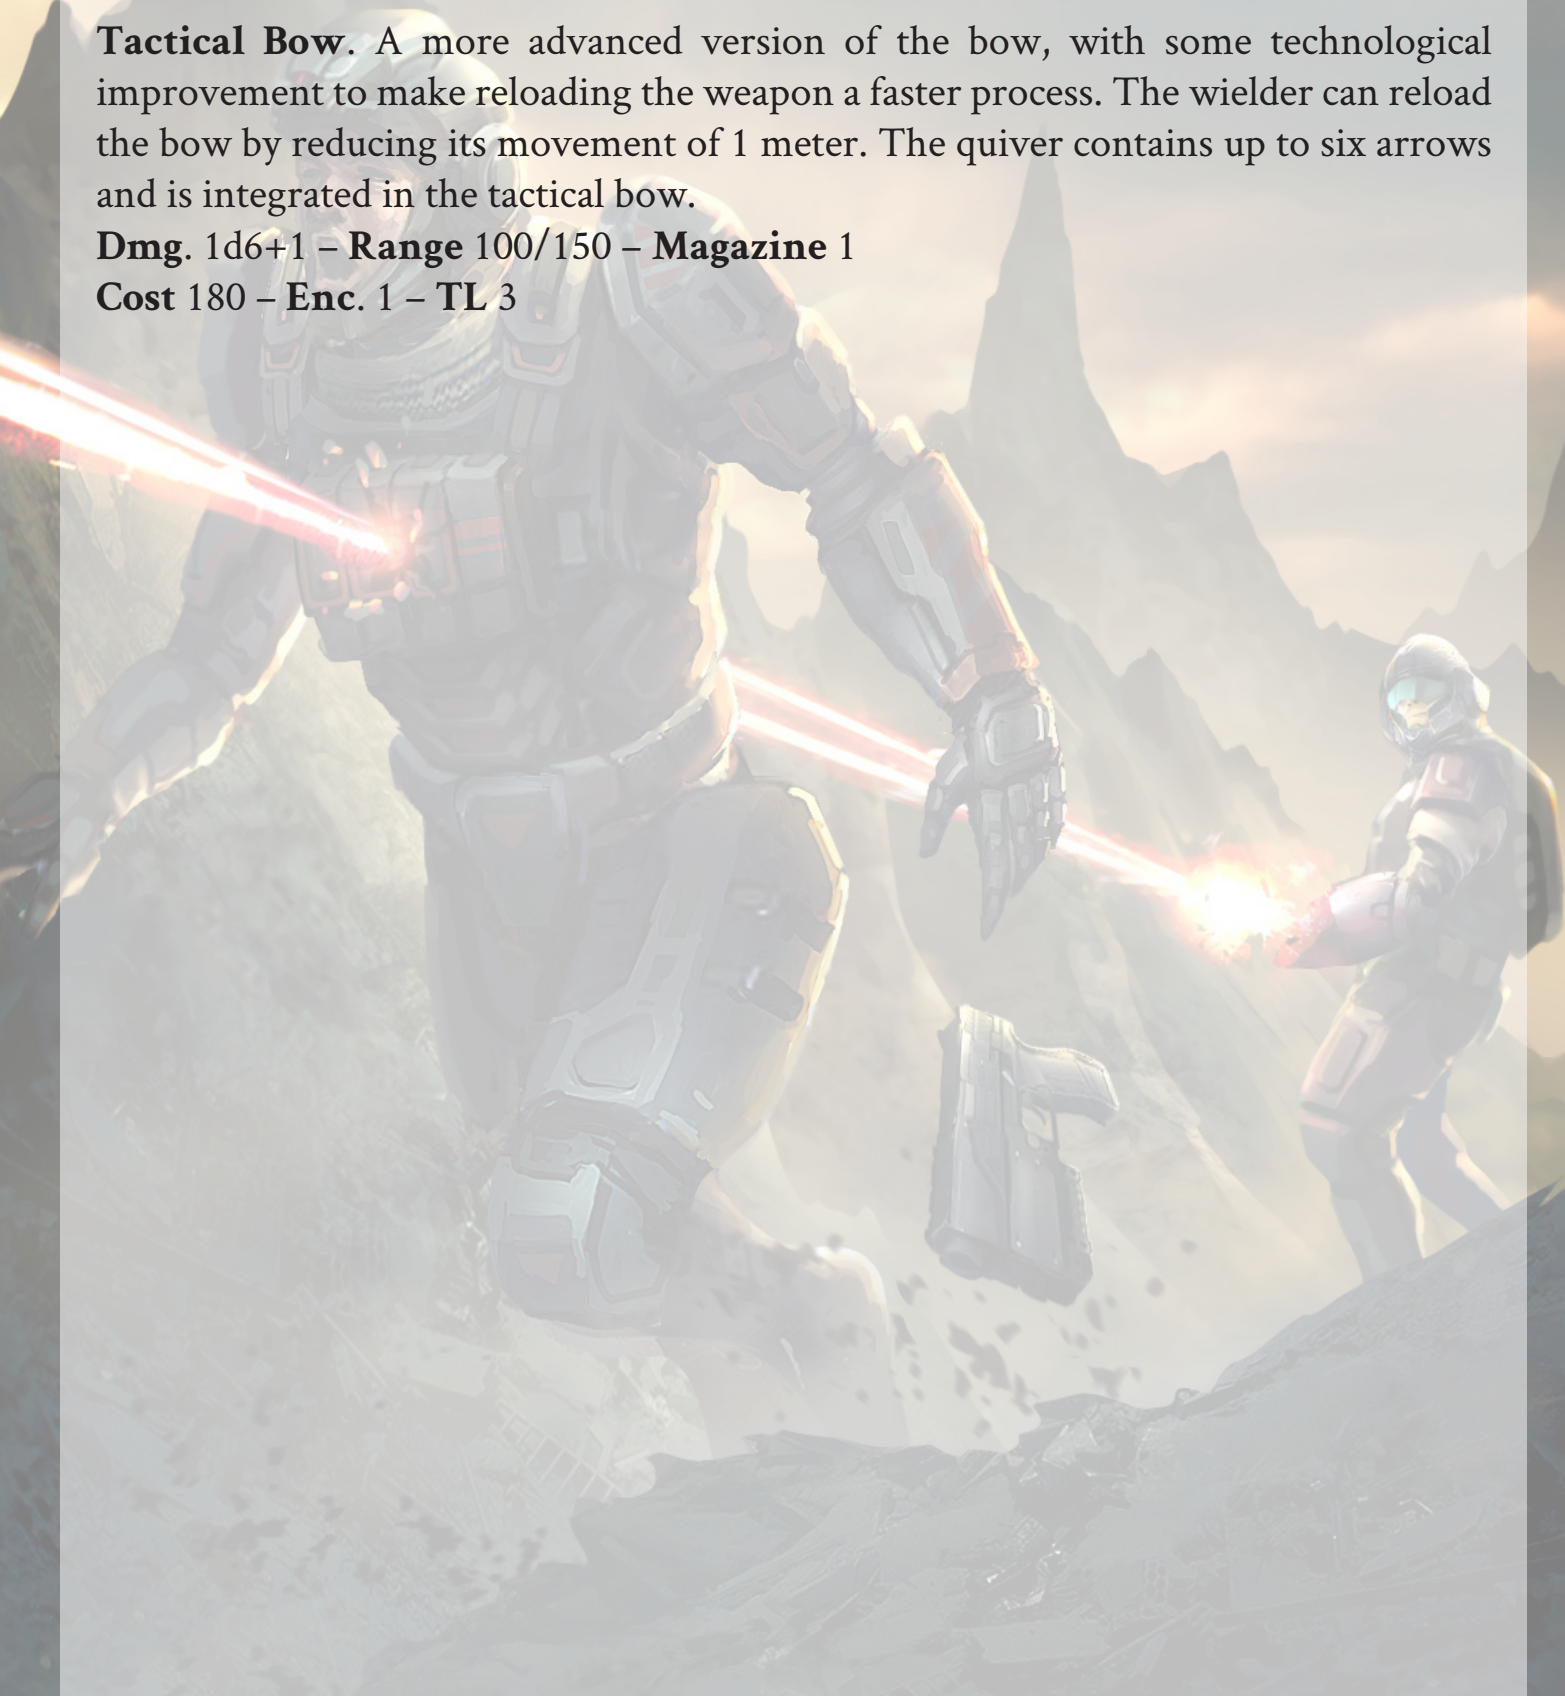 Tactical Bow. A more advanced version of the bow, with some technological
improvement to make reloading the weapon a faster process. The wielder can reload
the bow by reducing its movement of 1 meter. The quiver contains up to six arrows
and is integrated in the tactical bow.
Dmg. 1d6+1 – Range 100/150 – Magazine 1
Cost 180 – Enc. 1 – TL 3